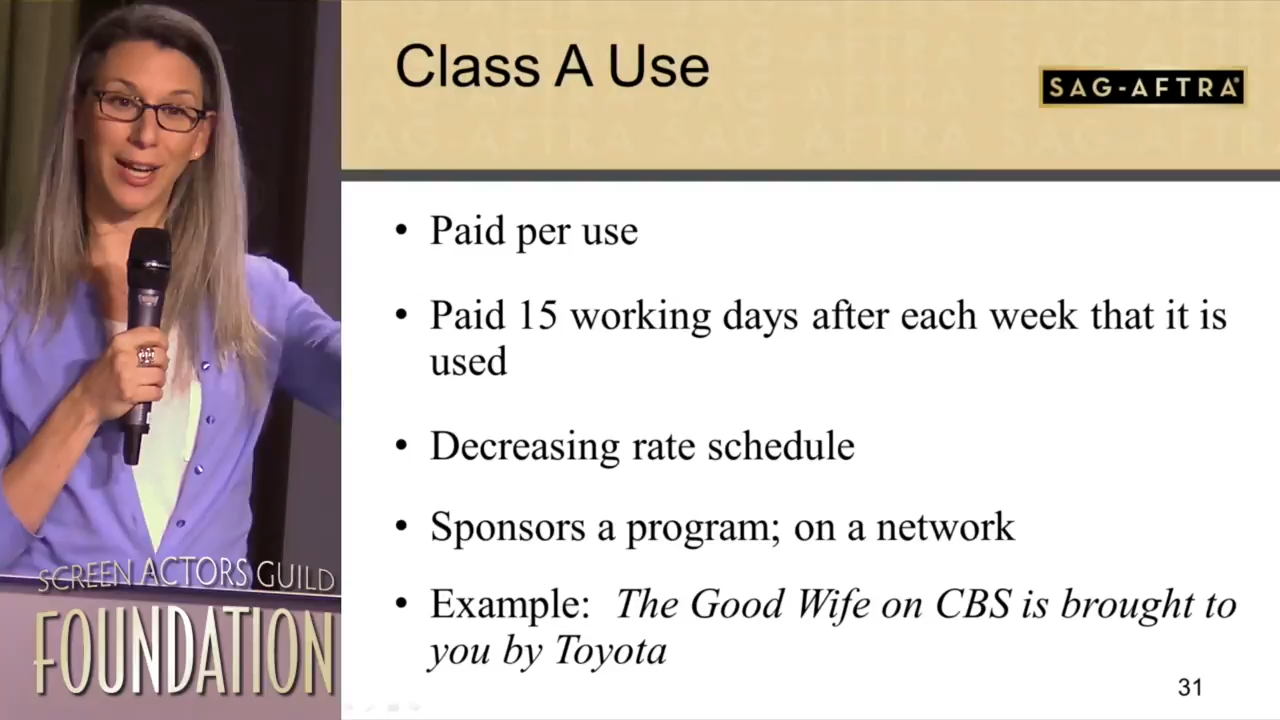 Class A Use
SAG-AFTRA®
• Paid per use
• Paid 15 working days after each week that it is
used
• Decreasing rate schedule
• Sponsors a program; on a network
• Example: The Good Wife on CBS is brought to
you by Toyota
31
SCREEN ACTORS GUILD
FOUNDATION